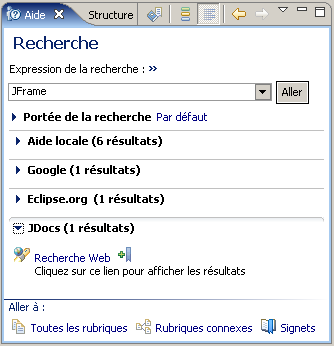 Aide Structure
Recherche
Expression de la recherche : »
JFrame Aller
Portée de la recherche Par défaut
Aide locale (6 résultats)
Google (1 résultats)
Eclipse.org (1 résultats)
JDocs (1 résultats)
Recherche Web
Cliquez sur ce lien pour afficher les résultats
Aller à :
Toutes les rubriques Rubriques connexes Signets